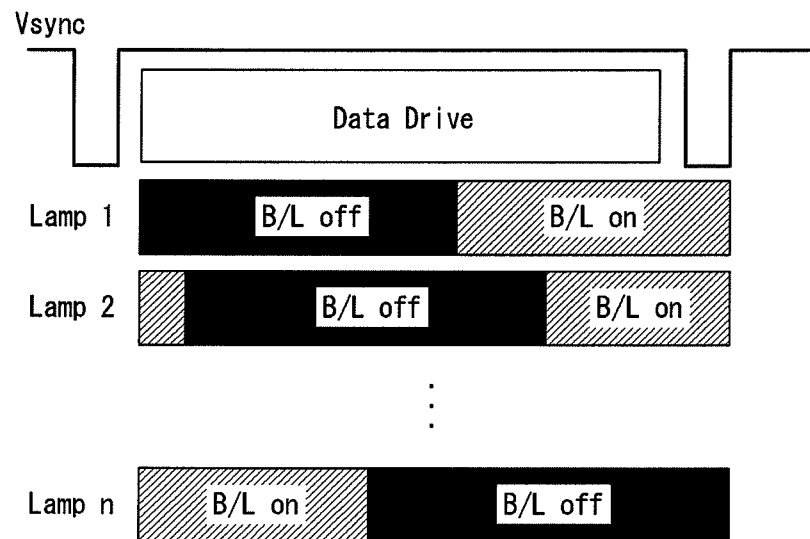 Vsync
Data Drive
Lamp 1 B/L off B/L on
Lamp 2 B/L off B/L on
Lamp n B/L on B/L off